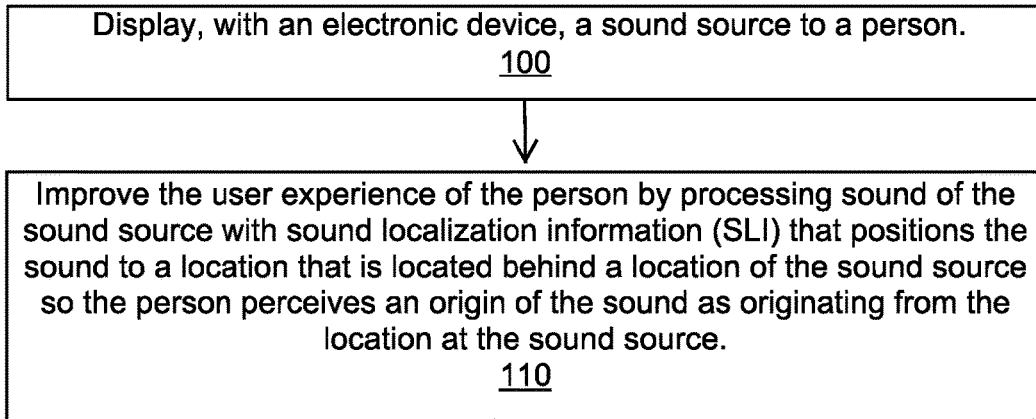 Display, with an electronic device, a sound source to a person.
100
Improve the user experience of the person by processing sound of the
sound source with sound localization information (SLI) that positions the
sound to a location that is located behind a location of the sound source
so the person perceives an origin of the sound as originating from the
location at the sound source.
110